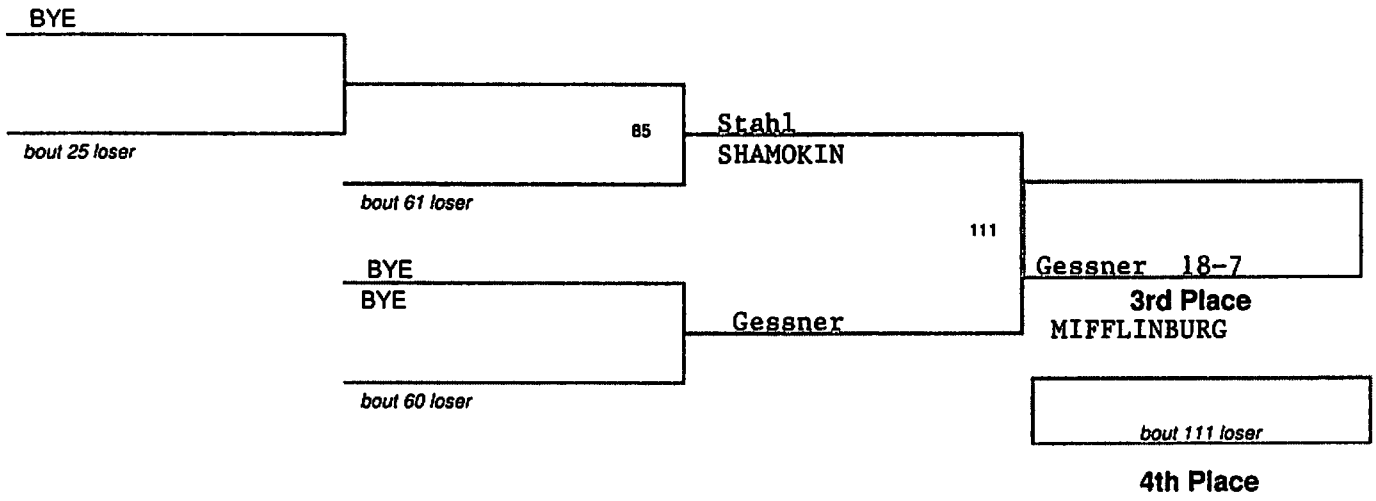 BYE
bout 25 loser
85
Stahl
SHAMOKIN
bout 61 loser
111
BYE
BYE
Gessner
bout 60 loser
Gessner 18-7
3rd Place
MIFFLINBURG
bout 111 loser
4th Place